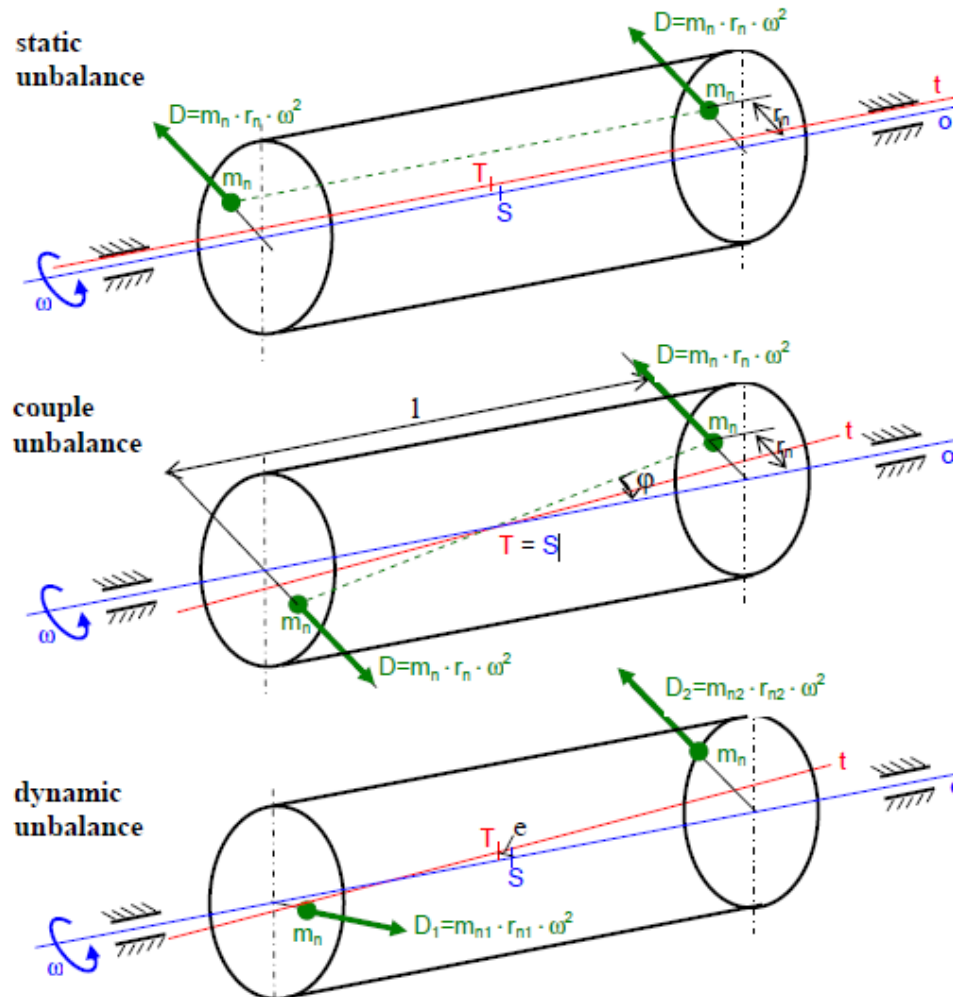 static
unbalance
D=mₙ · rₙ · ω²
D=mₙ · rₙ · ω²
mₙ
mₙ
rₙ
t
o
T
S
ω
couple
unbalance
l
D=mₙ · rₙ · ω²
mₙ
rₙ
t
o
φ
T = S
mₙ
ω
D=mₙ · rₙ · ω²
dynamic
unbalance
D₂=mₙ₂ · rₙ₂ · ω²
mₙ
t
T
e
S
mₙ
D₁=mₙ₁ · rₙ₁ · ω²
ω